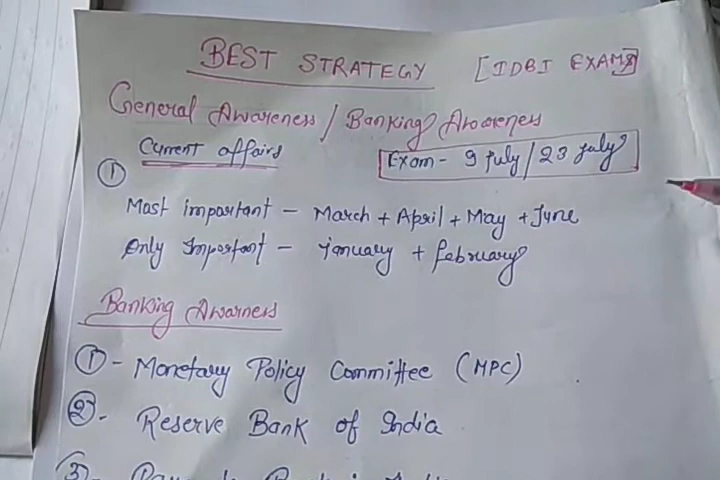 BEST STRATEGY [IDBI EXAMS]
General Awareness / Banking Awareness
Current affairs
Exam - 9 July / 23 July
①
Most important - March + April + May + June
Only Important - January + February
Banking Awarness
① - Monetary Policy Committee (MPC)
② - Reserve Bank of India
③